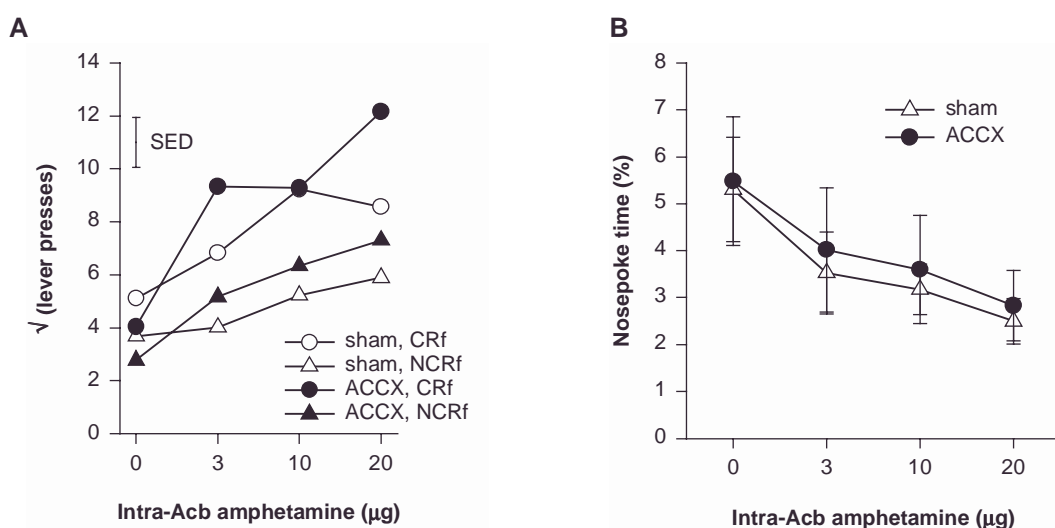 A
14
12
10
8
6
4
2
0
√ (lever presses)
SED
sham, CRf
sham, NCRf
ACCX, CRf
ACCX, NCRf
0 3 10 20
Intra-Acb amphetamine (µg)
B
8
7
6
5
4
3
2
1
0
Nosepoke time (%)
sham
ACCX
0 3 10 20
Intra-Acb amphetamine (µg)